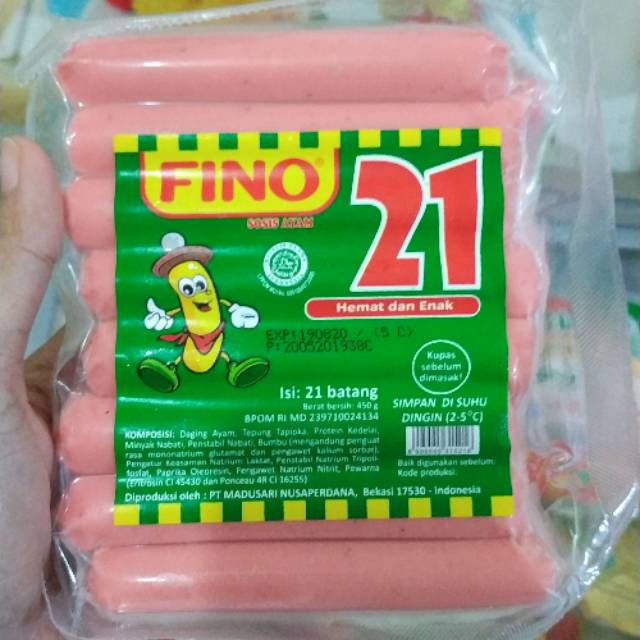 FINO®
SOSIS AYAM
21
Hemat dan Enak
EXP:190820 / (5 C)
P:2005201938C
Kupas
sebelum
dimasak!
Isi: 21 batang
Berat bersih: 450 g
BPOM RI MD 239710024134
SIMPAN DI SUHU
DINGIN (2-5°C)
KOMPOSISI: Daging Ayam, Tepung Tapioka, Protein Kedelai,
Minyak Nabati, Penstabil Nabati, Bumbu (mengandung penguat
rasa mononatrium glutamat dan pengawet kalium sorbat),
Pengatur Keasaman Natrium Laktat, Penstabil Natrium Tripoli-
fosfat, Paprika Oleoresin, Pengawet Natrium Nitrit, Pewarna
(Eritrosin CI 45430 dan Ponceau 4R CI 16255)
Baik digunakan sebelum:
Kode produksi:
Diproduksi oleh : PT MADUSARI NUSAPERDANA, Bekasi 17530 - Indonesia